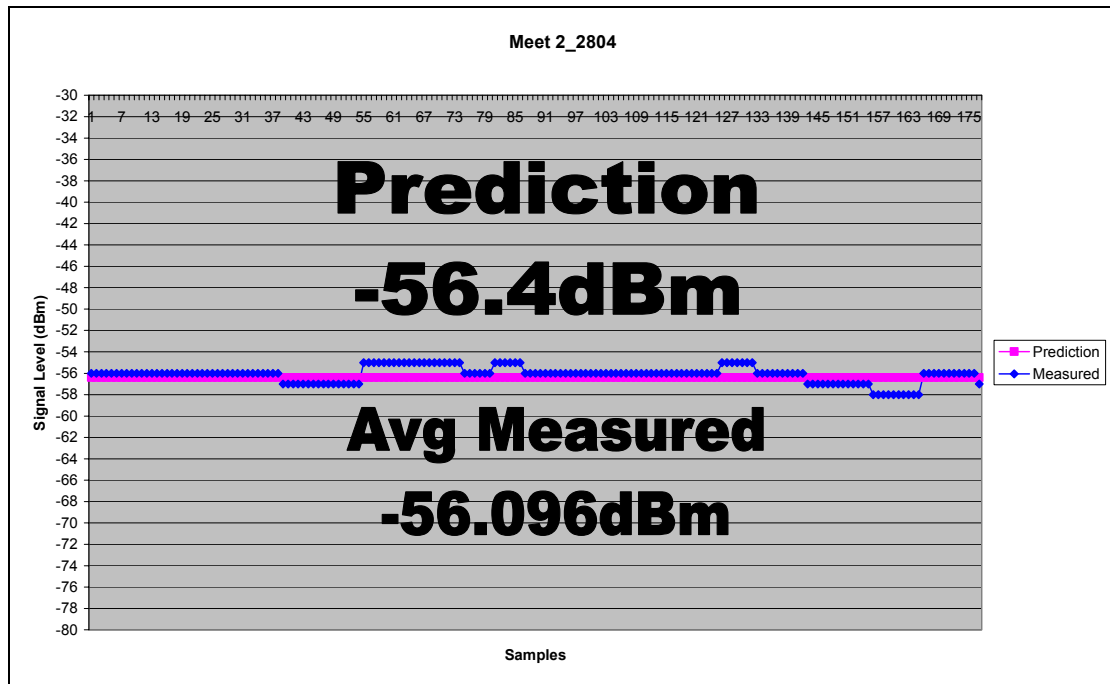 Meet 2_2804
-30
-32
-34
-36
-38
-40
-42
-44
-46
-48
-50
-52
-54
-56
-58
-60
-62
-64
-66
-68
-70
-72
-74
-76
-78
-80
1 7 13 19 25 31 37 43 49 55 61 67 73 79 85 91 97 103 109 115 121 127 133 139 145 151 157 163 169 175
Signal Level (dBm)
Prediction
-56.4dBm
Avg Measured
-56.096dBm
Samples
Prediction
Measured